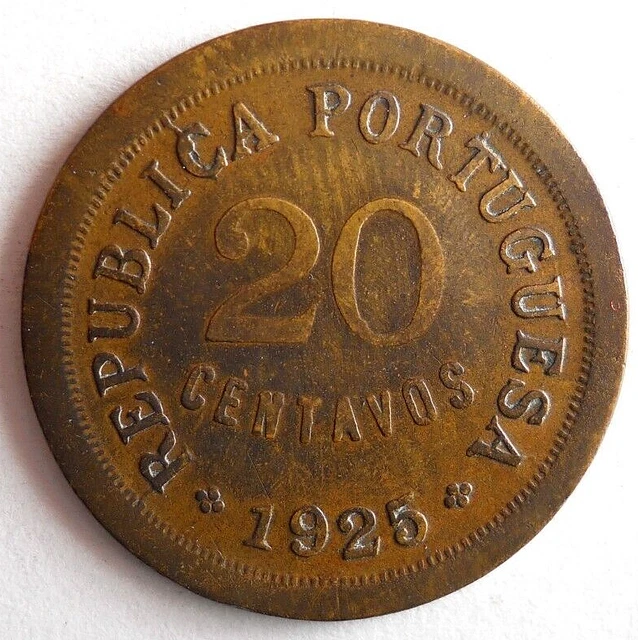 REPUBLICA PORTUGUESA
20
CENTAVOS
1925